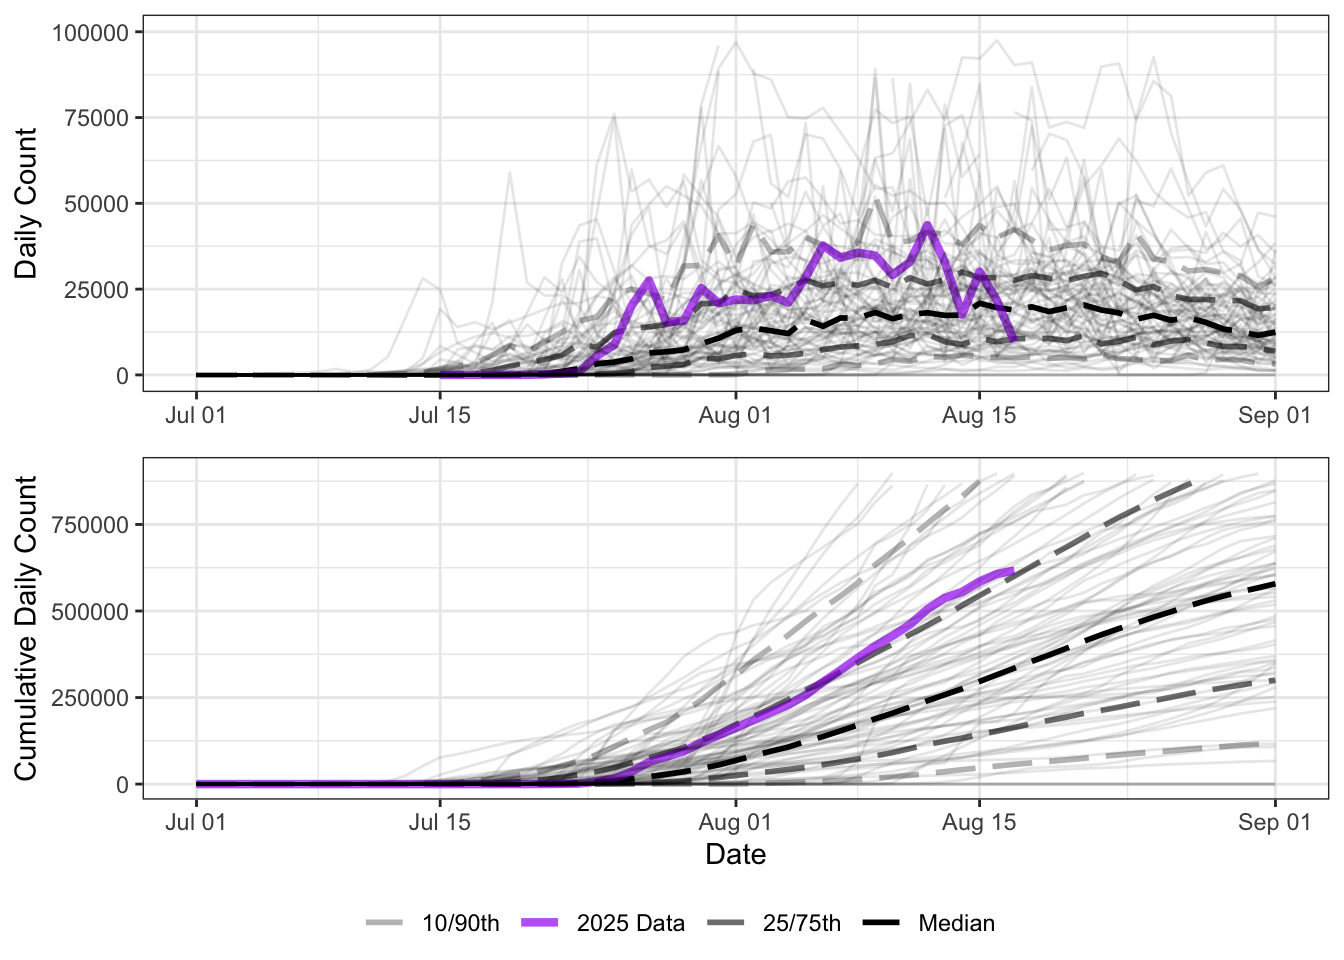 Daily Count
100000
75000
50000
25000
0
Jul 01 Jul 15 Aug 01 Aug 15 Sep 01
Cumulative Daily Count
750000
500000
250000
0
Jul 01 Jul 15 Aug 01 Aug 15 Sep 01
Date
10/90th 2025 Data 25/75th Median